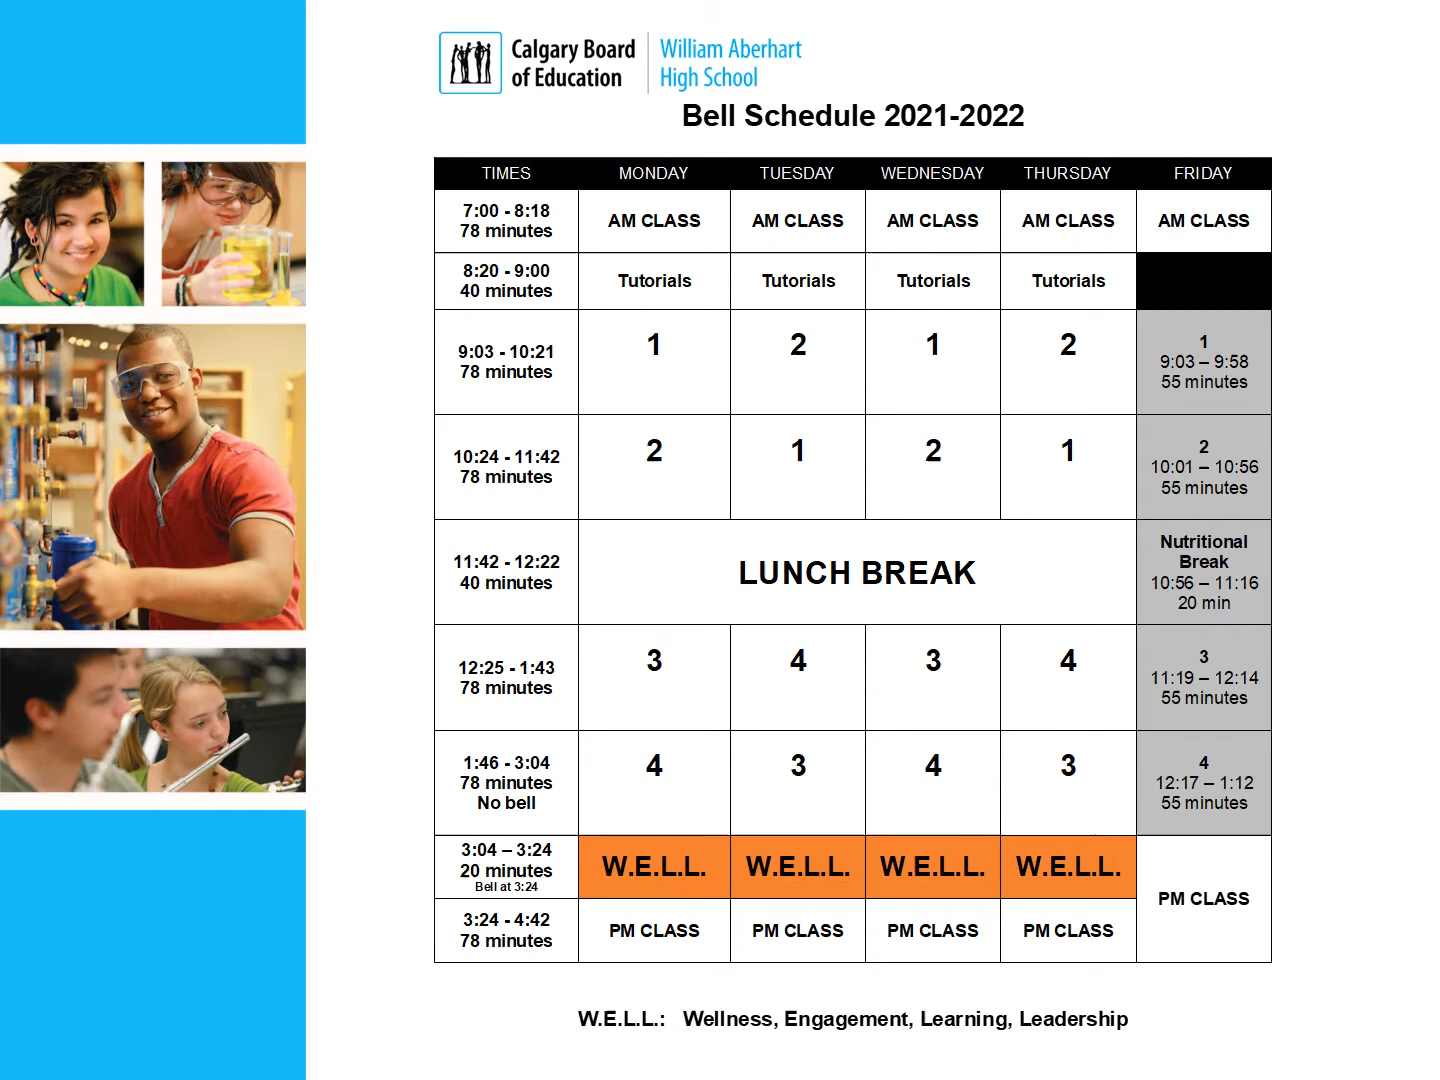 Calgary Board
of Education
William Aberhart
High School
Bell Schedule 2021-2022
TIMES MONDAY TUESDAY WEDNESDAY THURSDAY FRIDAY
7:00 - 8:18
78 minutes
AM CLASS AM CLASS AM CLASS AM CLASS AM CLASS
8:20 - 9:00
40 minutes
Tutorials Tutorials Tutorials Tutorials
9:03 - 10:21
78 minutes
1 2 1 2
1
9:03 – 9:58
55 minutes
10:24 - 11:42
78 minutes
2 1 2 1
2
10:01 – 10:56
55 minutes
11:42 - 12:22
40 minutes
LUNCH BREAK
Nutritional
Break
10:56 – 11:16
20 min
12:25 - 1:43
78 minutes
3 4 3 4
3
11:19 – 12:14
55 minutes
1:46 - 3:04
78 minutes
No bell
4 3 4 3
4
12:17 – 1:12
55 minutes
3:04 – 3:24
20 minutes
Bell at 3:24
W.E.L.L. W.E.L.L. W.E.L.L. W.E.L.L.
PM CLASS
3:24 - 4:42
78 minutes
PM CLASS PM CLASS PM CLASS PM CLASS
W.E.L.L.: Wellness, Engagement, Learning, Leadership